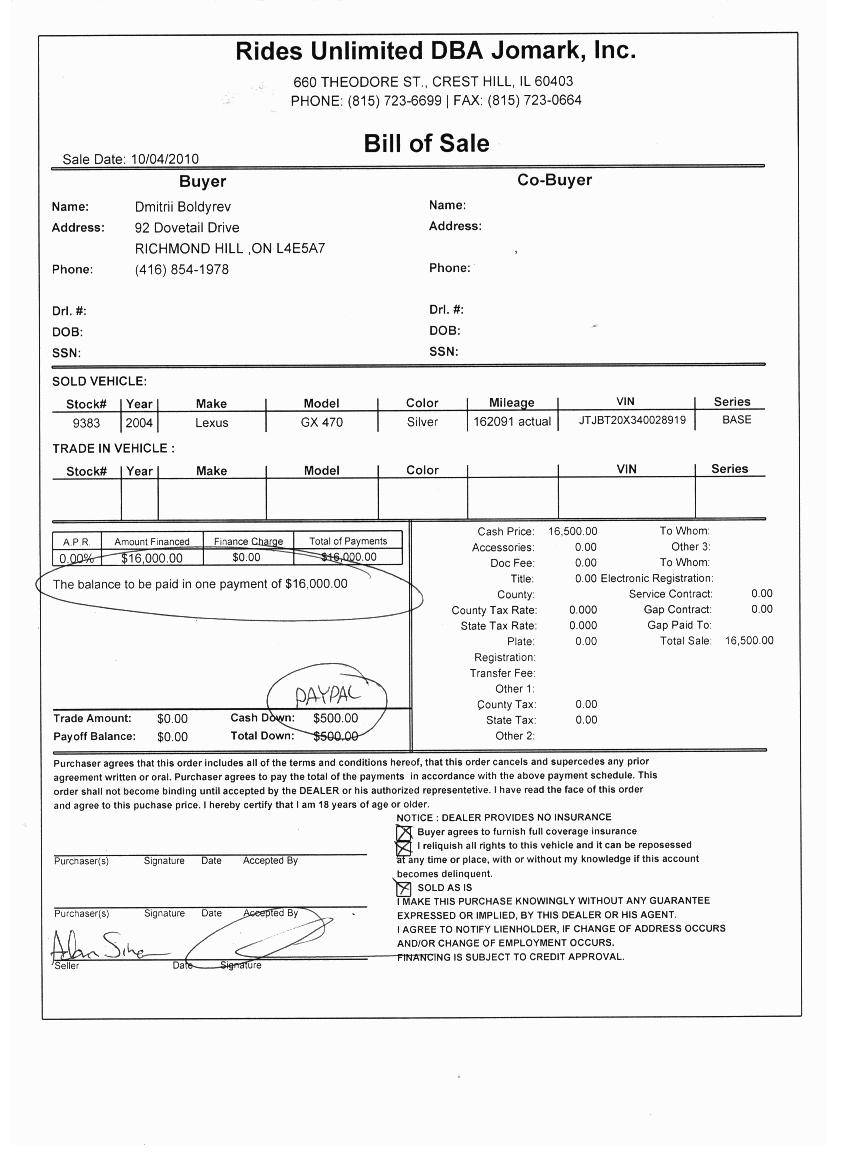 Rides Unlimited DBA Jomark, Inc.
660 THEODORE ST., CREST HILL, IL 60403
PHONE: (815) 723-6699 | FAX: (815) 723-0664
Bill of Sale
Sale Date: 10/04/2010
Buyer Co-Buyer
Name: Dmitrii Boldyrev Name:
Address: 92 Dovetail Drive Address:
RICHMOND HILL ,ON L4E5A7
Phone: (416) 854-1978 Phone:
Drl. #: Drl. #:
DOB: DOB:
SSN: SSN:
SOLD VEHICLE:
Stock# Year Make Model Color Mileage VIN Series
9383 2004 Lexus GX 470 Silver 162091 actual JTJBT20X340028919 BASE
TRADE IN VEHICLE :
Stock# Year Make Model Color VIN Series
A.P.R. Amount Financed Finance Charge Total of Payments
0.00% $16,000.00 $0.00 $16,000.00
The balance to be paid in one payment of $16,000.00
PAYPAL
Trade Amount: $0.00 Cash Down: $500.00
Payoff Balance: $0.00 Total Down: $500.00
Cash Price: 16,500.00 To Whom:
Accessories: 0.00 Other 3:
Doc Fee: 0.00 To Whom:
Title: 0.00 Electronic Registration:
County: Service Contract: 0.00
County Tax Rate: 0.000 Gap Contract: 0.00
State Tax Rate: 0.000 Gap Paid To:
Plate: 0.00 Total Sale: 16,500.00
Registration:
Transfer Fee:
Other 1:
County Tax: 0.00
State Tax: 0.00
Other 2:
Purchaser agrees that this order includes all of the terms and conditions hereof, that this order cancels and supercedes any prior
agreement written or oral. Purchaser agrees to pay the total of the payments in accordance with the above payment schedule. This
order shall not become binding until accepted by the DEALER or his authorized representetive. I have read the face of this order
and agree to this puchase price. I hereby certify that I am 18 years of age or older.
NOTICE : DEALER PROVIDES NO INSURANCE
Buyer agrees to furnish full coverage insurance
I reliquish all rights to this vehicle and it can be reposessed
at any time or place, with or without my knowledge if this account
becomes delinquent.
SOLD AS IS
I MAKE THIS PURCHASE KNOWINGLY WITHOUT ANY GUARANTEE
EXPRESSED OR IMPLIED, BY THIS DEALER OR HIS AGENT.
I AGREE TO NOTIFY LIENHOLDER, IF CHANGE OF ADDRESS OCCURS
AND/OR CHANGE OF EMPLOYMENT OCCURS.
FINANCING IS SUBJECT TO CREDIT APPROVAL.
Purchaser(s) Signature Date Accepted By
Purchaser(s) Signature Date Accepted By
Alan
Seller Date Signature